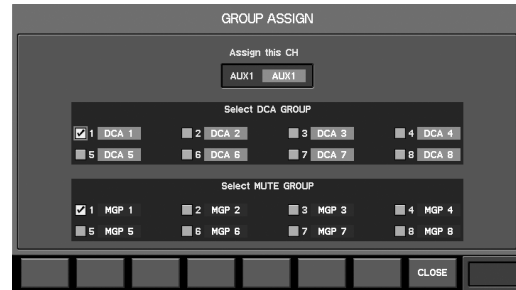 GROUP ASSIGN
Assign this CH
AUX1 AUX1
Select DCA GROUP
1 DCA 1 2 DCA 2 3 DCA 3 4 DCA 4
5 DCA 5 6 DCA 6 7 DCA 7 8 DCA 8
Select MUTE GROUP
1 MGP 1 2 MGP 2 3 MGP 3 4 MGP 4
5 MGP 5 6 MGP 6 7 MGP 7 8 MGP 8
CLOSE